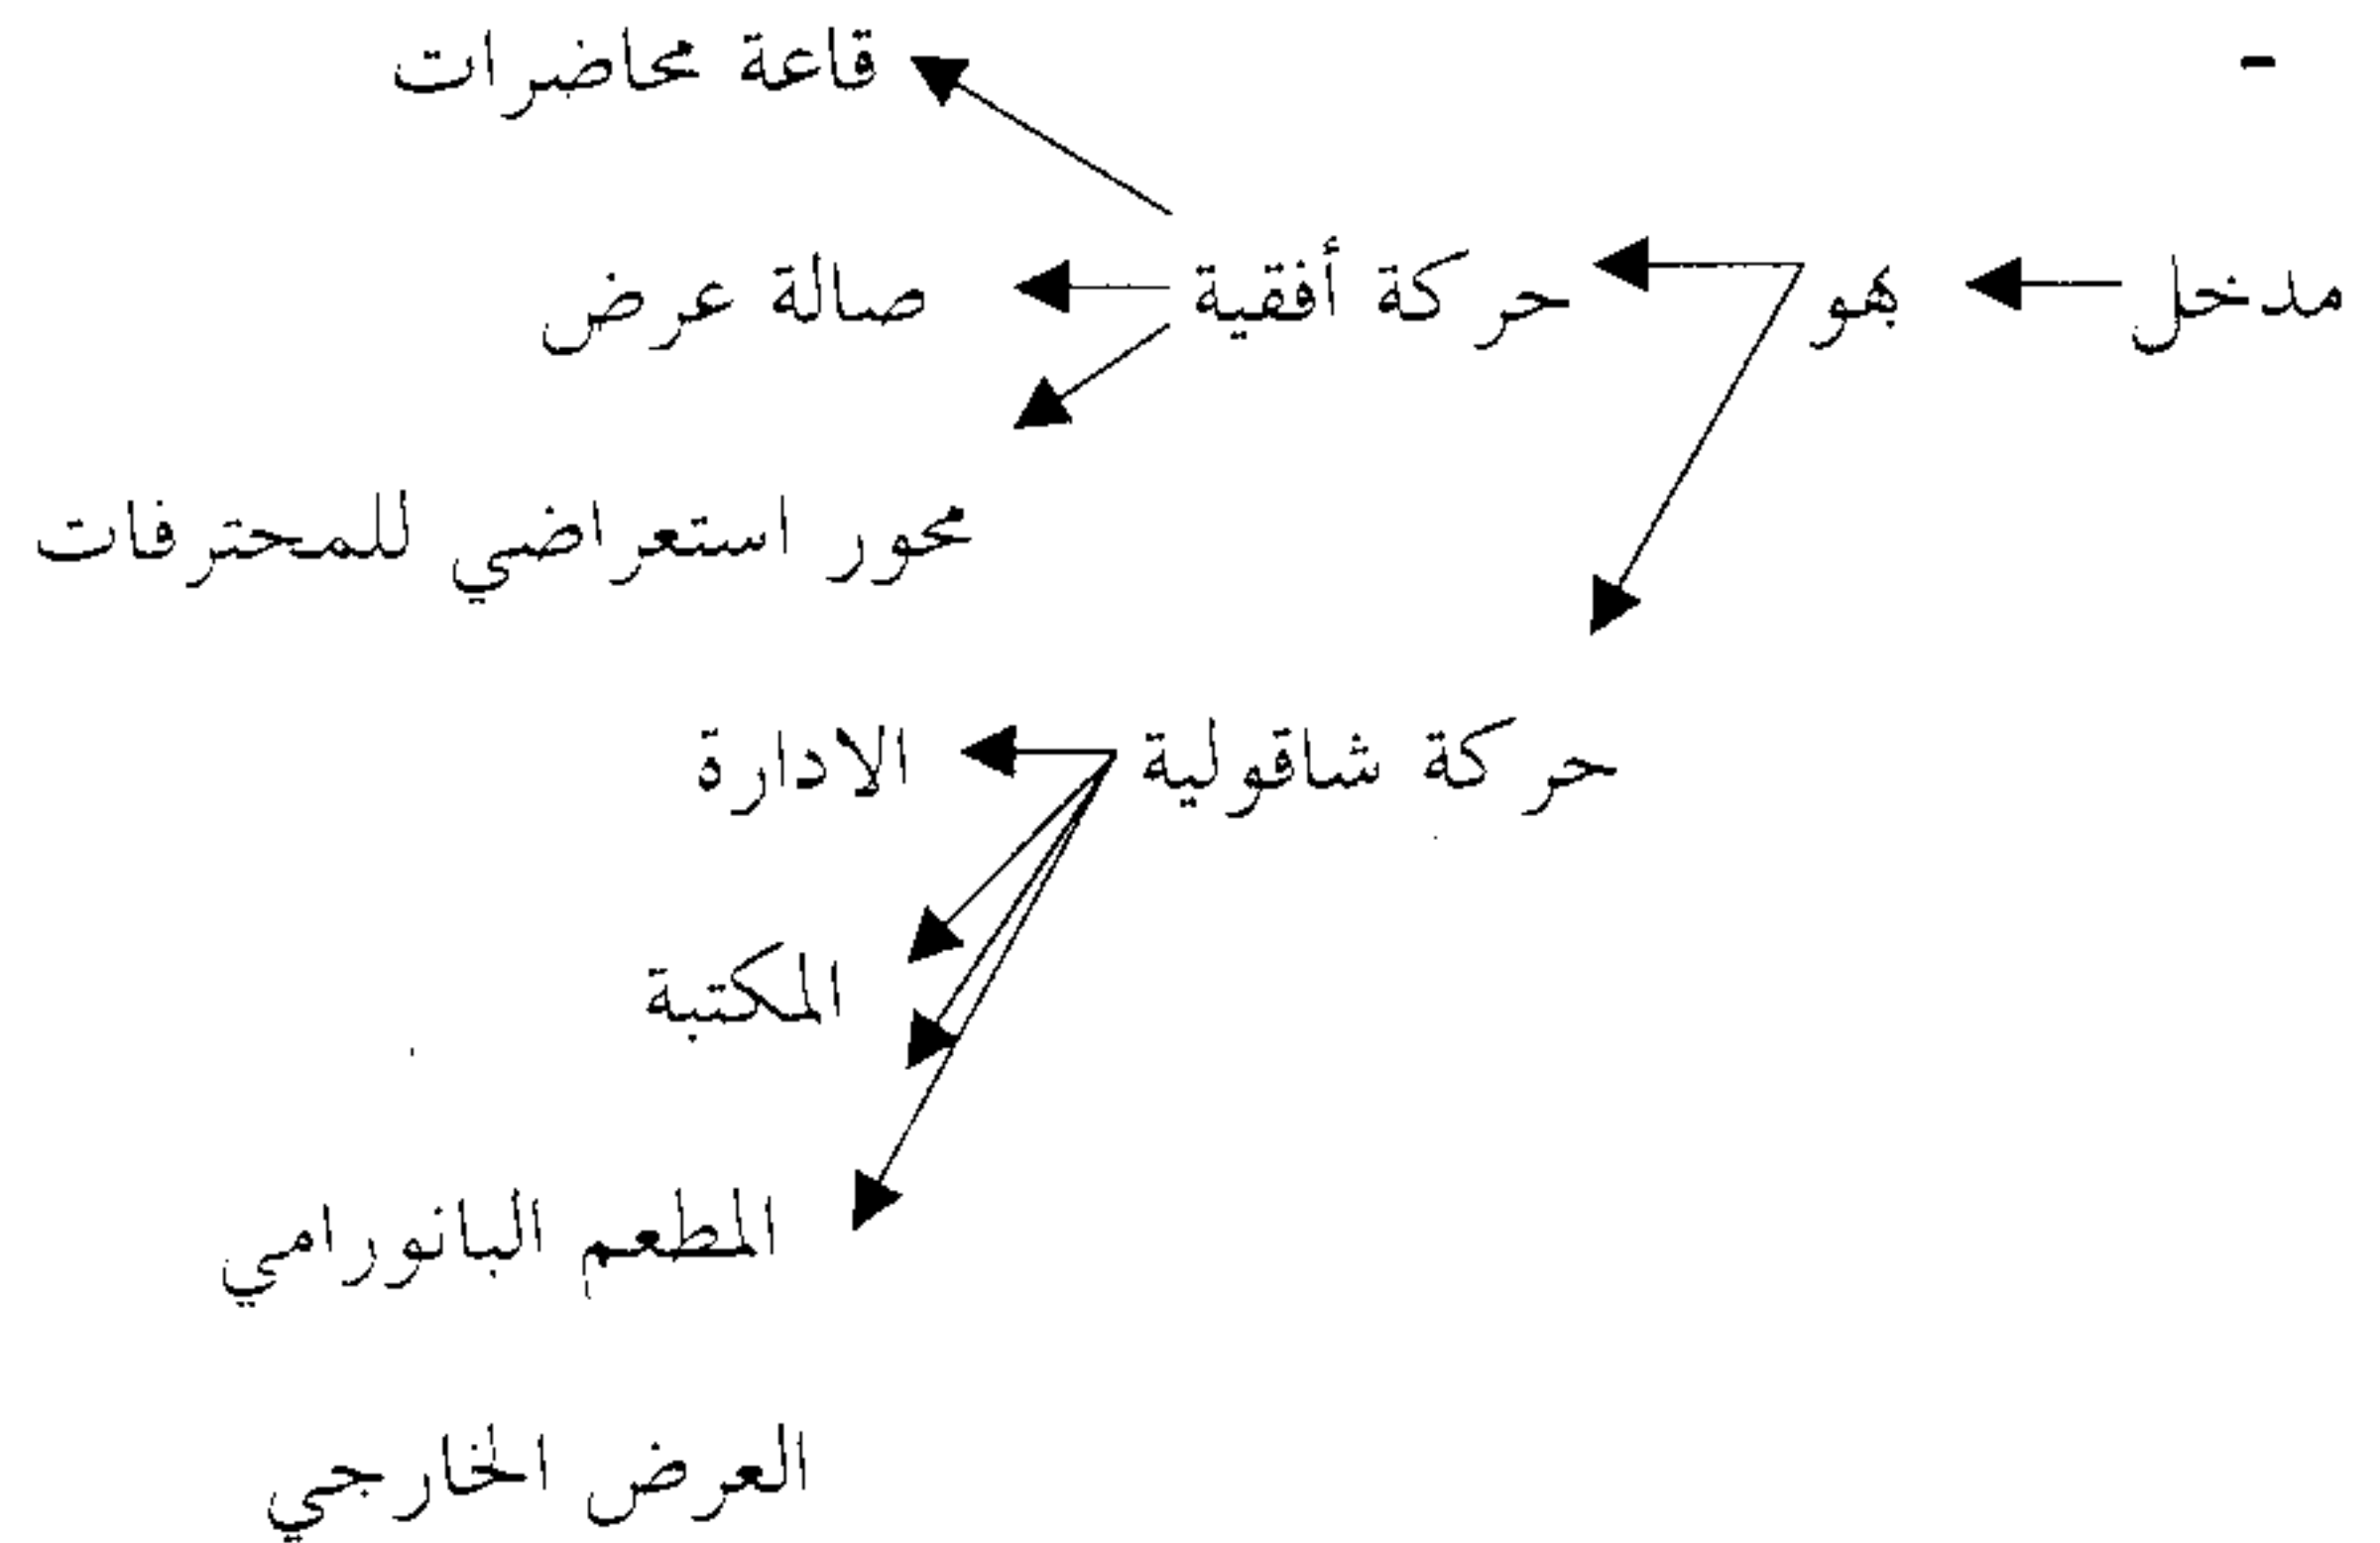 -
قاعة محاضرات
مدخل بهو حركة أفقية صالة عرض
محور استعراضي للمحترفات
حركة شاقولية الادارة
المكتبة
المطعم البانورامي
العرض الخارجي